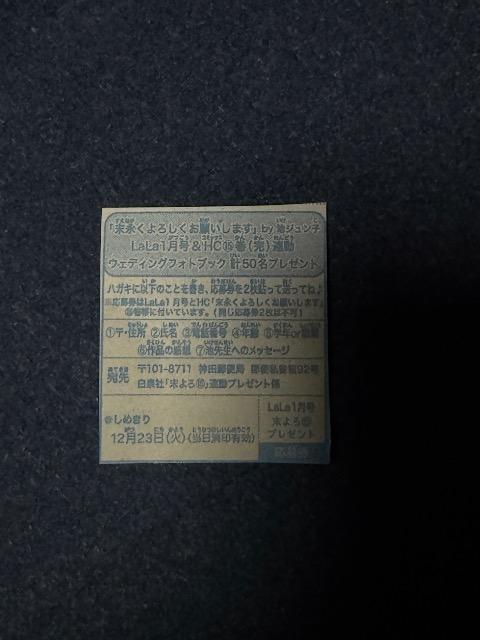 「末永くよろしくお願いします」by 池ジュン子
LaLa1月号＆HC⑮巻(完)連動
ウェディングフォトブック 計50名プレゼント
ハガキに以下のことを書き、応募券を2枚貼って送ってね♪
※応募券はLaLa1月号とHC「末永くよろしくお願いします」
⑮巻帯に付いています。(同じ応募券2枚は不可)
①〒・住所 ②氏名 ③電話番号 ④年齢 ⑤学年or職業
⑥作品の感想 ⑦池先生へのメッセージ
宛先 〒101-8711 神田郵便局 郵便私書箱92号
白泉社「末よろ⑮」連動プレゼント係
しめきり
12月23日(火)(当日消印有効)
LaLa1月号
末よろ⑮
プレゼント
応募券